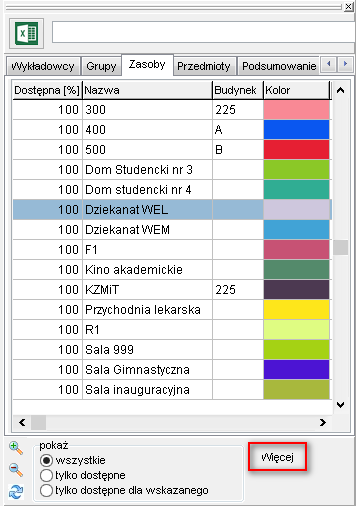 Wykładowcy Grupy Zasoby Przedmioty Podsumowanie
Dostępna [%] Nazwa Budynek Kolor
100 300 225
100 400 A
100 500 B
100 Dom Studencki nr 3
100 Dom studencki nr 4
100 Dziekanat WEL
100 Dziekanat WEM
100 F1
100 Kino akademickie
100 KZMiT 225
100 Przychodnia lekarska
100 R1
100 Sala 999
100 Sala Gimnastyczna
100 Sala inauguracyjna
pokaż
wszystkie
tylko dostępne
tylko dostępne dla wskazanego
Więcej